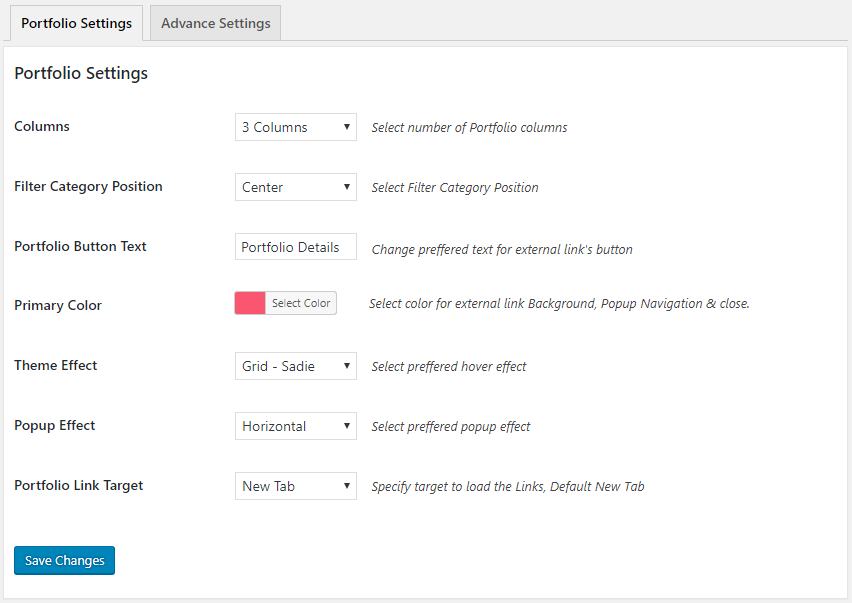 Portfolio Settings Advance Settings
Portfolio Settings
Columns 3 Columns Select number of Portfolio columns
Filter Category Position Center Select Filter Category Position
Portfolio Button Text Portfolio Details Change preffered text for external link's button
Primary Color Select Color Select color for external link Background, Popup Navigation & close.
Theme Effect Grid - Sadie Select preffered hover effect
Popup Effect Horizontal Select preffered popup effect
Portfolio Link Target New Tab Specify target to load the Links, Default New Tab
Save Changes